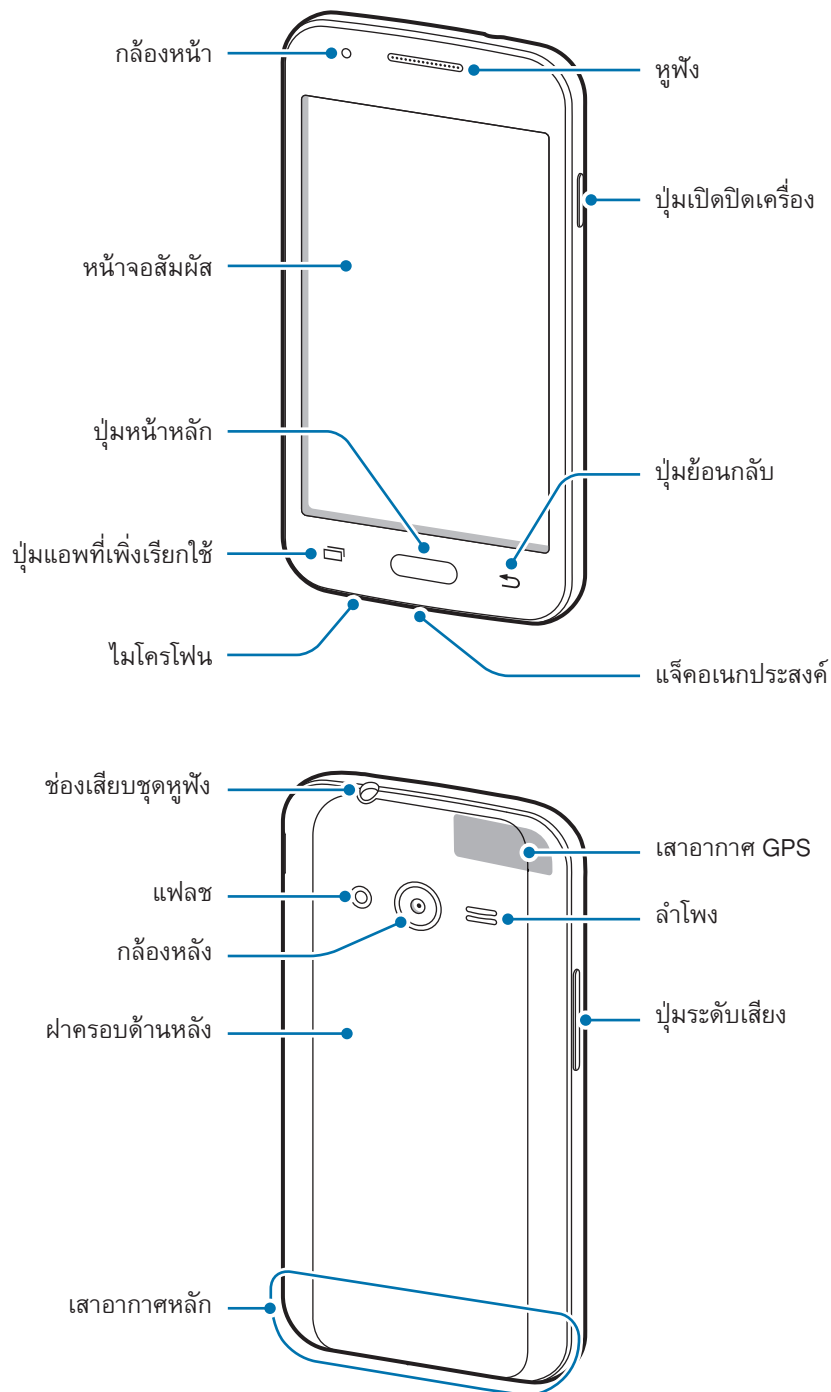 กล้องหน้า
หูฟัง
ปุ่มเปิดปิดเครื่อง
หน้าจอสัมผัส
ปุ่มหน้าหลัก
ปุ่มย้อนกลับ
ปุ่มแอพที่เพิ่งเรียกใช้
ไมโครโฟน
แจ็คอเนกประสงค์
ช่องเสียบชุดหูฟัง
เสาอากาศ GPS
แฟลช
ลำโพง
กล้องหลัง
ปุ่มระดับเสียง
ฝาครอบด้านหลัง
เสาอากาศหลัก